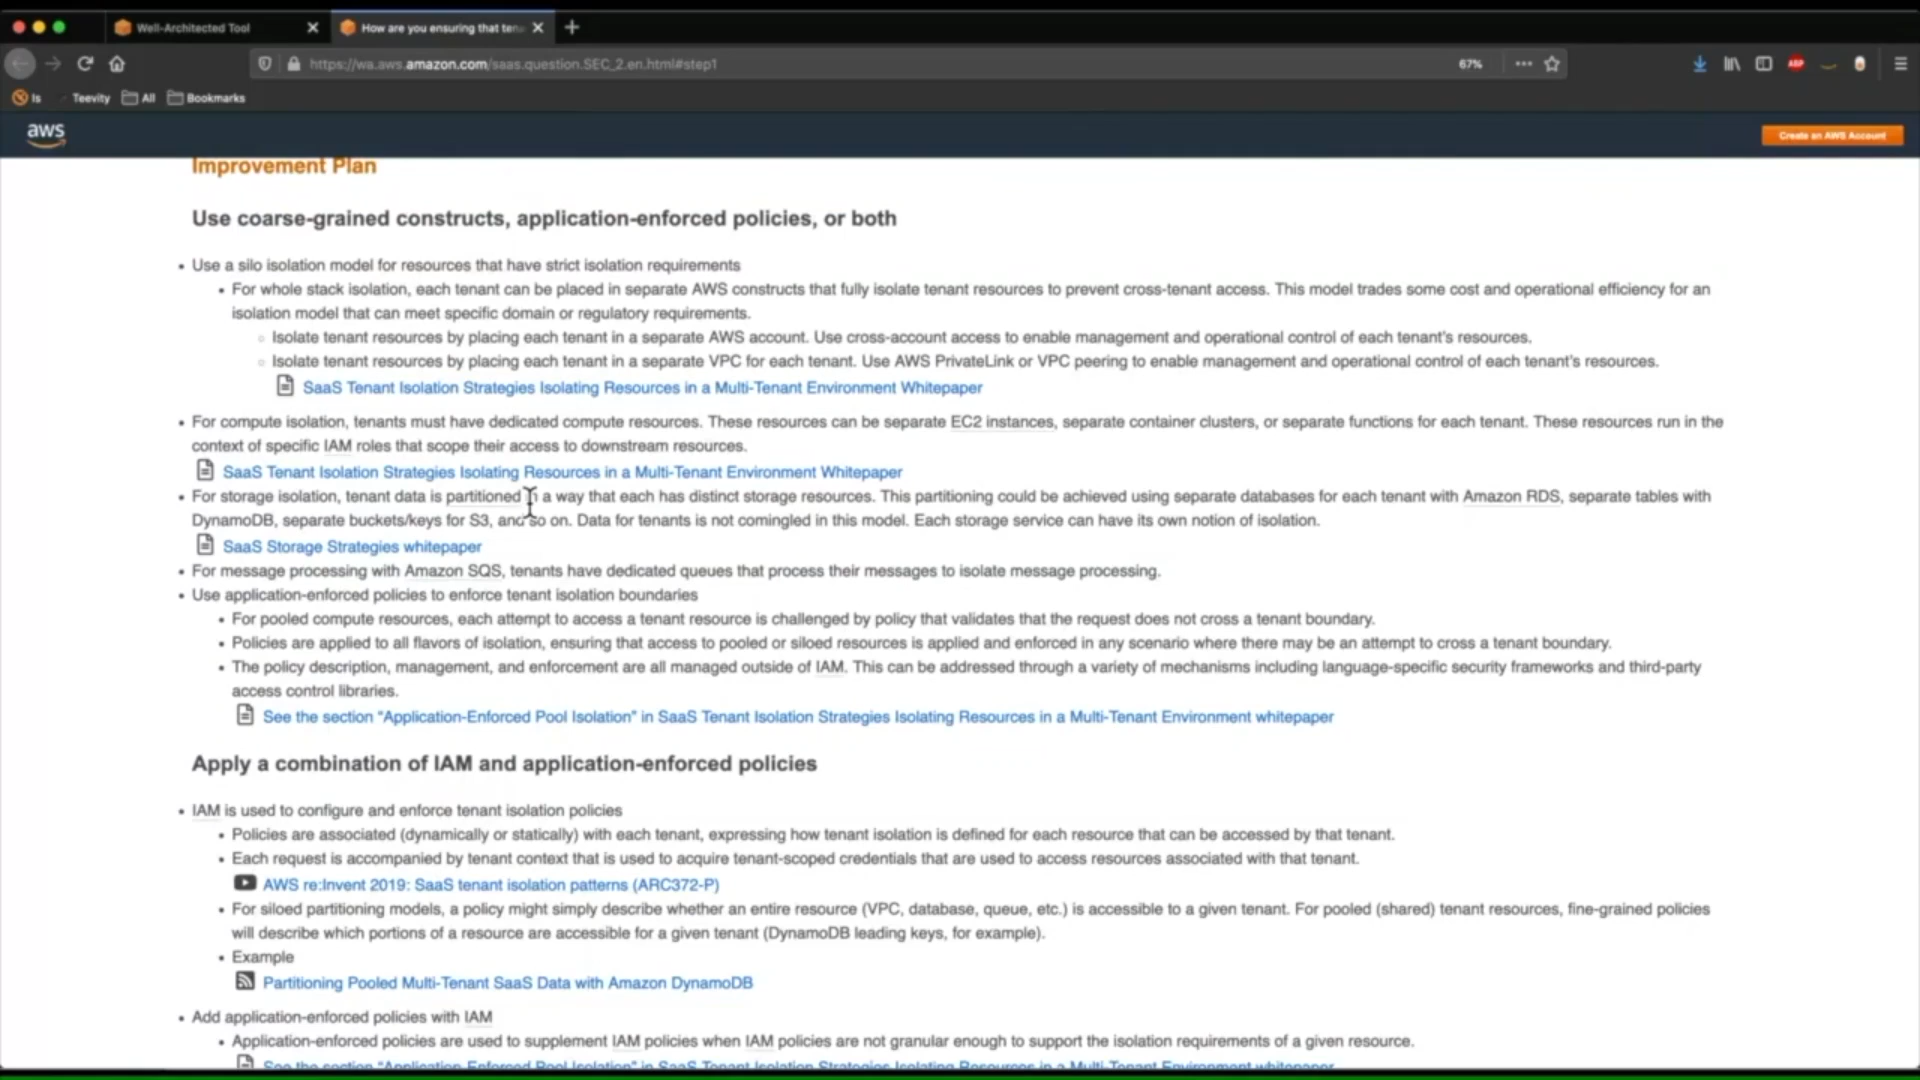 Well-Architected Tool
How are you ensuring that ten
https://wa.aws.amazon.com/saas.question.SEC_2.en.html#step1
67%
ABP
Is
Teevity
All
Bookmarks
aws
Create an AWS Account
Improvement Plan
Use coarse-grained constructs, application-enforced policies, or both
• Use a silo isolation model for resources that have strict isolation requirements
• For whole stack isolation, each tenant can be placed in separate AWS constructs that fully isolate tenant resources to prevent cross-tenant access. This model trades some cost and operational efficiency for an
isolation model that can meet specific domain or regulatory requirements.
○ Isolate tenant resources by placing each tenant in a separate AWS account. Use cross-account access to enable management and operational control of each tenant's resources.
○ Isolate tenant resources by placing each tenant in a separate VPC for each tenant. Use AWS PrivateLink or VPC peering to enable management and operational control of each tenant's resources.
SaaS Tenant Isolation Strategies Isolating Resources in a Multi-Tenant Environment Whitepaper
• For compute isolation, tenants must have dedicated compute resources. These resources can be separate EC2 instances, separate container clusters, or separate functions for each tenant. These resources run in the
context of specific IAM roles that scope their access to downstream resources.
SaaS Tenant Isolation Strategies Isolating Resources in a Multi-Tenant Environment Whitepaper
• For storage isolation, tenant data is partitioned in a way that each has distinct storage resources. This partitioning could be achieved using separate databases for each tenant with Amazon RDS, separate tables with
DynamoDB, separate buckets/keys for S3, and so on. Data for tenants is not comingled in this model. Each storage service can have its own notion of isolation.
SaaS Storage Strategies whitepaper
• For message processing with Amazon SQS, tenants have dedicated queues that process their messages to isolate message processing.
• Use application-enforced policies to enforce tenant isolation boundaries
• For pooled compute resources, each attempt to access a tenant resource is challenged by policy that validates that the request does not cross a tenant boundary.
• Policies are applied to all flavors of isolation, ensuring that access to pooled or siloed resources is applied and enforced in any scenario where there may be an attempt to cross a tenant boundary.
• The policy description, management, and enforcement are all managed outside of IAM. This can be addressed through a variety of mechanisms including language-specific security frameworks and third-party
access control libraries.
See the section "Application-Enforced Pool Isolation" in SaaS Tenant Isolation Strategies Isolating Resources in a Multi-Tenant Environment whitepaper
Apply a combination of IAM and application-enforced policies
• IAM is used to configure and enforce tenant isolation policies
• Policies are associated (dynamically or statically) with each tenant, expressing how tenant isolation is defined for each resource that can be accessed by that tenant.
• Each request is accompanied by tenant context that is used to acquire tenant-scoped credentials that are used to access resources associated with that tenant.
AWS re:Invent 2019: SaaS tenant isolation patterns (ARC372-P)
• For siloed partitioning models, a policy might simply describe whether an entire resource (VPC, database, queue, etc.) is accessible to a given tenant. For pooled (shared) tenant resources, fine-grained policies
will describe which portions of a resource are accessible for a given tenant (DynamoDB leading keys, for example).
• Example
Partitioning Pooled Multi-Tenant SaaS Data with Amazon DynamoDB
• Add application-enforced policies with IAM
• Application-enforced policies are used to supplement IAM policies when IAM policies are not granular enough to support the isolation requirements of a given resource.
See the section "Application-Enforced Pool Isolation" in SaaS Tenant Isolation Strategies Isolating Resources in a Multi-Tenant Environment whitepaper